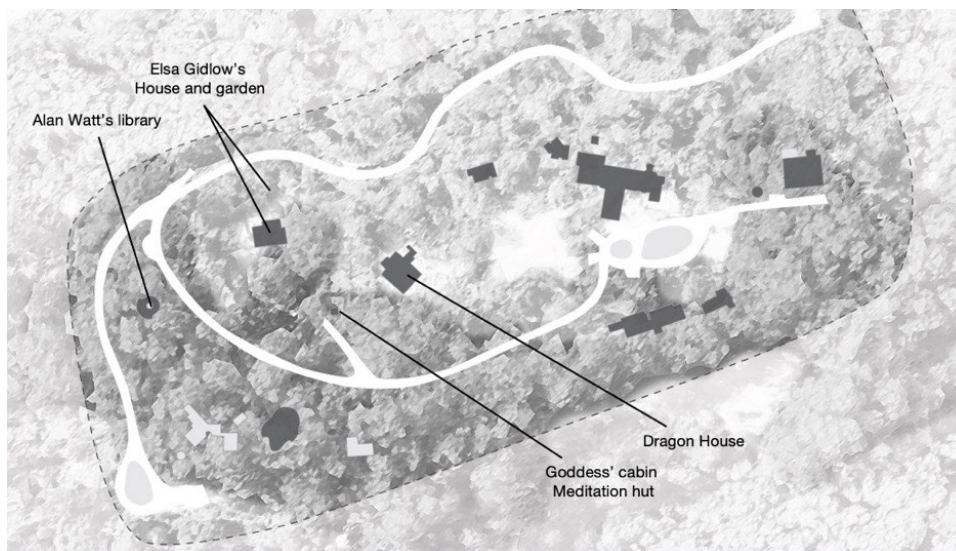 Elsa Gidlow's
House and garden
Alan Watt's library
Dragon House
Goddess' cabin
Meditation hut